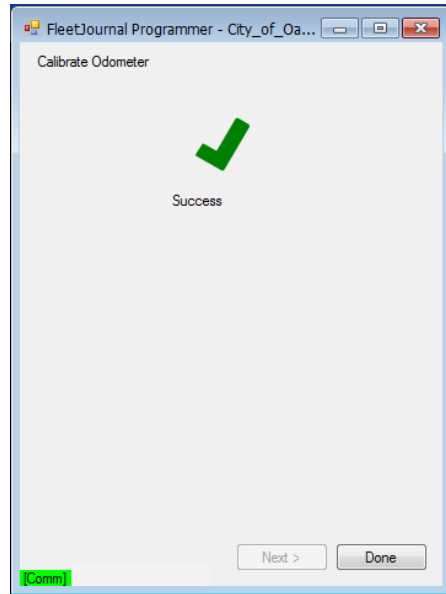 FleetJournal Programmer - City_of_Oa...
Calibrate Odometer
Success
Next >
Done
[Comm]